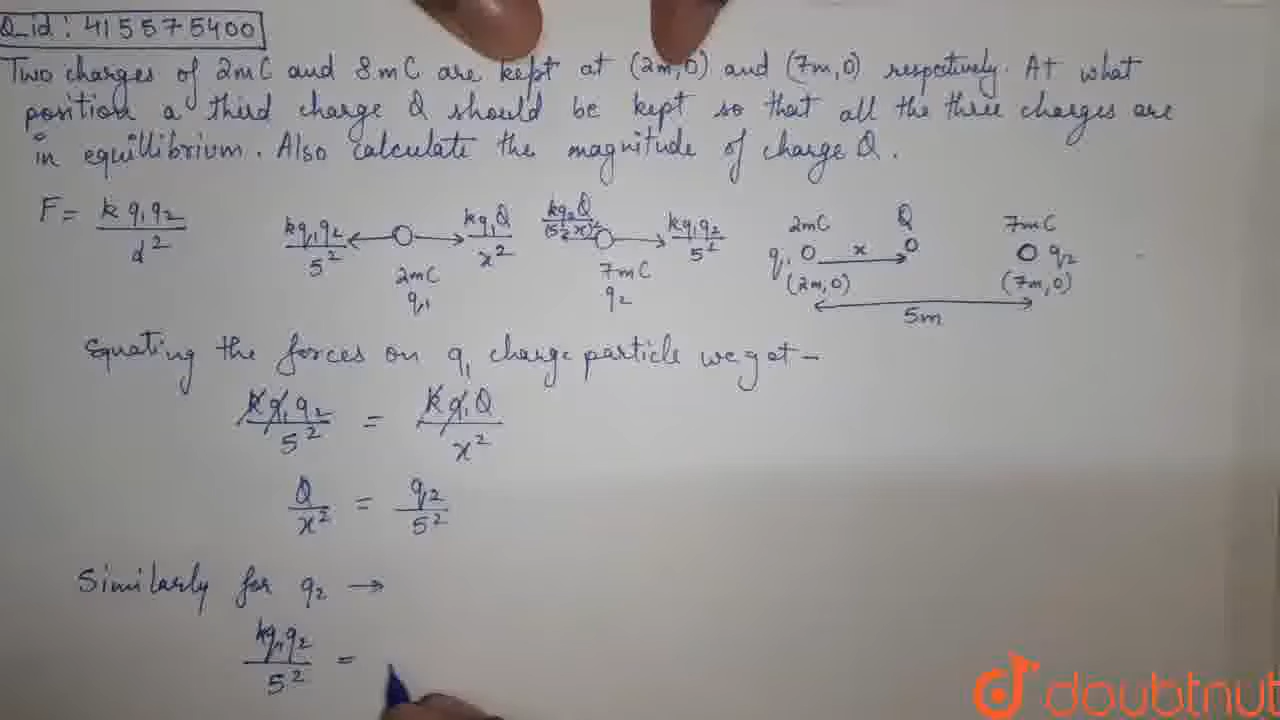 Q_id : 415575400
Two charges of 2mC and 8mC are kept at (2m,0) and (7m,0) respectively. At what
position a third charge Q should be kept so that all the three charges are
in equillibrium. Also calculate the magnitude of charge Q.
F = k q₁ q₂ / d²
kq₁q₂ / 5²
kq₁Q / x²
2mC
q₁
kq₂Q / (5-x)²
kq₁q₂ / 5²
7mC
q₂
2mC Q 7mC
q₁ x q₂
(2m,0) (7m,0)
5m
Equating the forces on q₁ charge particle we get –
kq₁q₂ / 5² = kq₁Q / x²
Q / x² = q₂ / 5²
Similarly for q₂ →
kq₁q₂ / 5² =
doubtnut